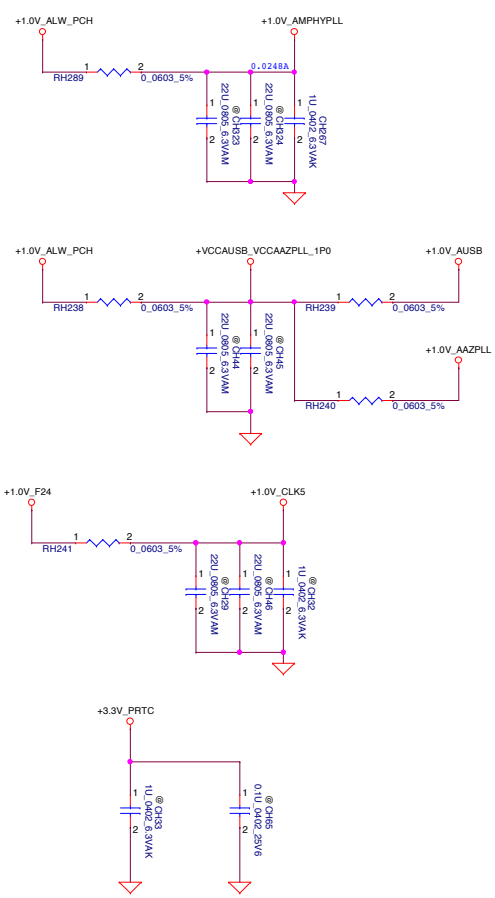 +1.0V_ALW_PCH
+1.0V_AMPHYPLL
1
2
0.0248A
RH289
0_0603_5%
1
2
@ CH323
22U_0805_6.3VAM
1
2
@ CH324
22U_0805_6.3VAM
1
2
CH267
1U_0402_6.3VAK
+1.0V_ALW_PCH
+VCCAUSB_VCCAAZPLL_1P0
+1.0V_AUSB
1
2
RH238
0_0603_5%
1
2
RH239
0_0603_5%
1
2
@ CH44
22U_0805_6.3VAM
1
2
@ CH45
22U_0805_6.3VAM
+1.0V_AAZPLL
1
2
RH240
0_0603_5%
+1.0V_F24
+1.0V_CLK5
1
2
RH241
0_0603_5%
1
2
@ CH29
22U_0805_6.3VAM
1
2
@ CH46
22U_0805_6.3VAM
1
2
@ CH32
1U_0402_6.3VAK
+3.3V_PRTC
1
2
@ CH33
1U_0402_6.3VAK
1
2
@ CH65
0.1U_0402_25V6